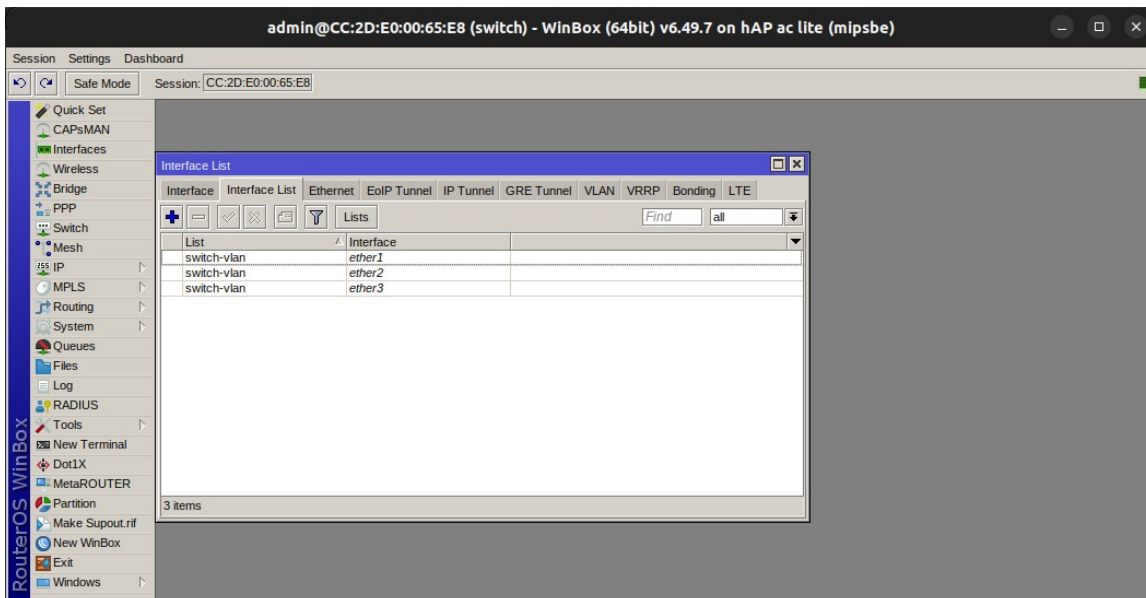 admin@CC:2D:E0:00:65:E8 (switch) - WinBox (64bit) v6.49.7 on hAP ac lite (mipsbe)
Session Settings Dashboard
Safe Mode Session: CC:2D:E0:00:65:E8
Quick Set
CAPsMAN
Interfaces
Wireless
Bridge
PPP
Switch
Mesh
255 IP
MPLS
Routing
System
Queues
Files
Log
RADIUS
Tools
New Terminal
Dot1X
MetaROUTER
Partition
Make Supout.rif
New WinBox
Exit
Windows
RouterOS WinBox
Interface List
Interface Interface List Ethernet EoIP Tunnel IP Tunnel GRE Tunnel VLAN VRRP Bonding LTE
Lists Find all
List Interface
switch-vlan ether1
switch-vlan ether2
switch-vlan ether3
3 items